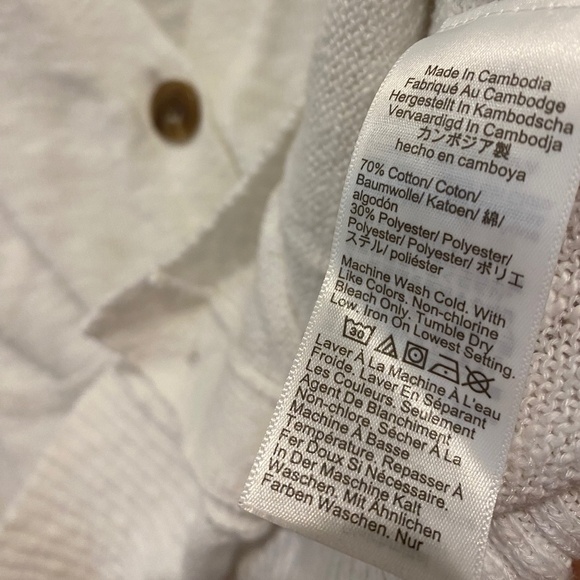 Made In Cambodia
Fabriqué Au Cambodge
Hergestellt In Kambodscha
Vervaardigd In Cambodja
カンボジア製
hecho en camboya
70% Cotton/ Coton/
Baumwolle/ Katoen/ 綿/
algodón
30% Polyester/ Polyester/
Polyester/ Polyester/ ポリエ
ステル/ poliéster
Machine Wash Cold. With
Like Colors. Non-chlorine
Bleach Only. Tumble Dry
Low. Iron On Lowest Setting.
30
Laver À La Machine À L'eau
Froide. Laver En Séparant
Les Couleurs. Seulement
Agent De Blanchiment
Non-chlore. Sécher À La
Machine À Basse
Température. Repasser À
Fer Doux Si Nécessaire.
In Der Maschine Kalt
Waschen. Mit Ähnlichen
Farben Waschen. Nur